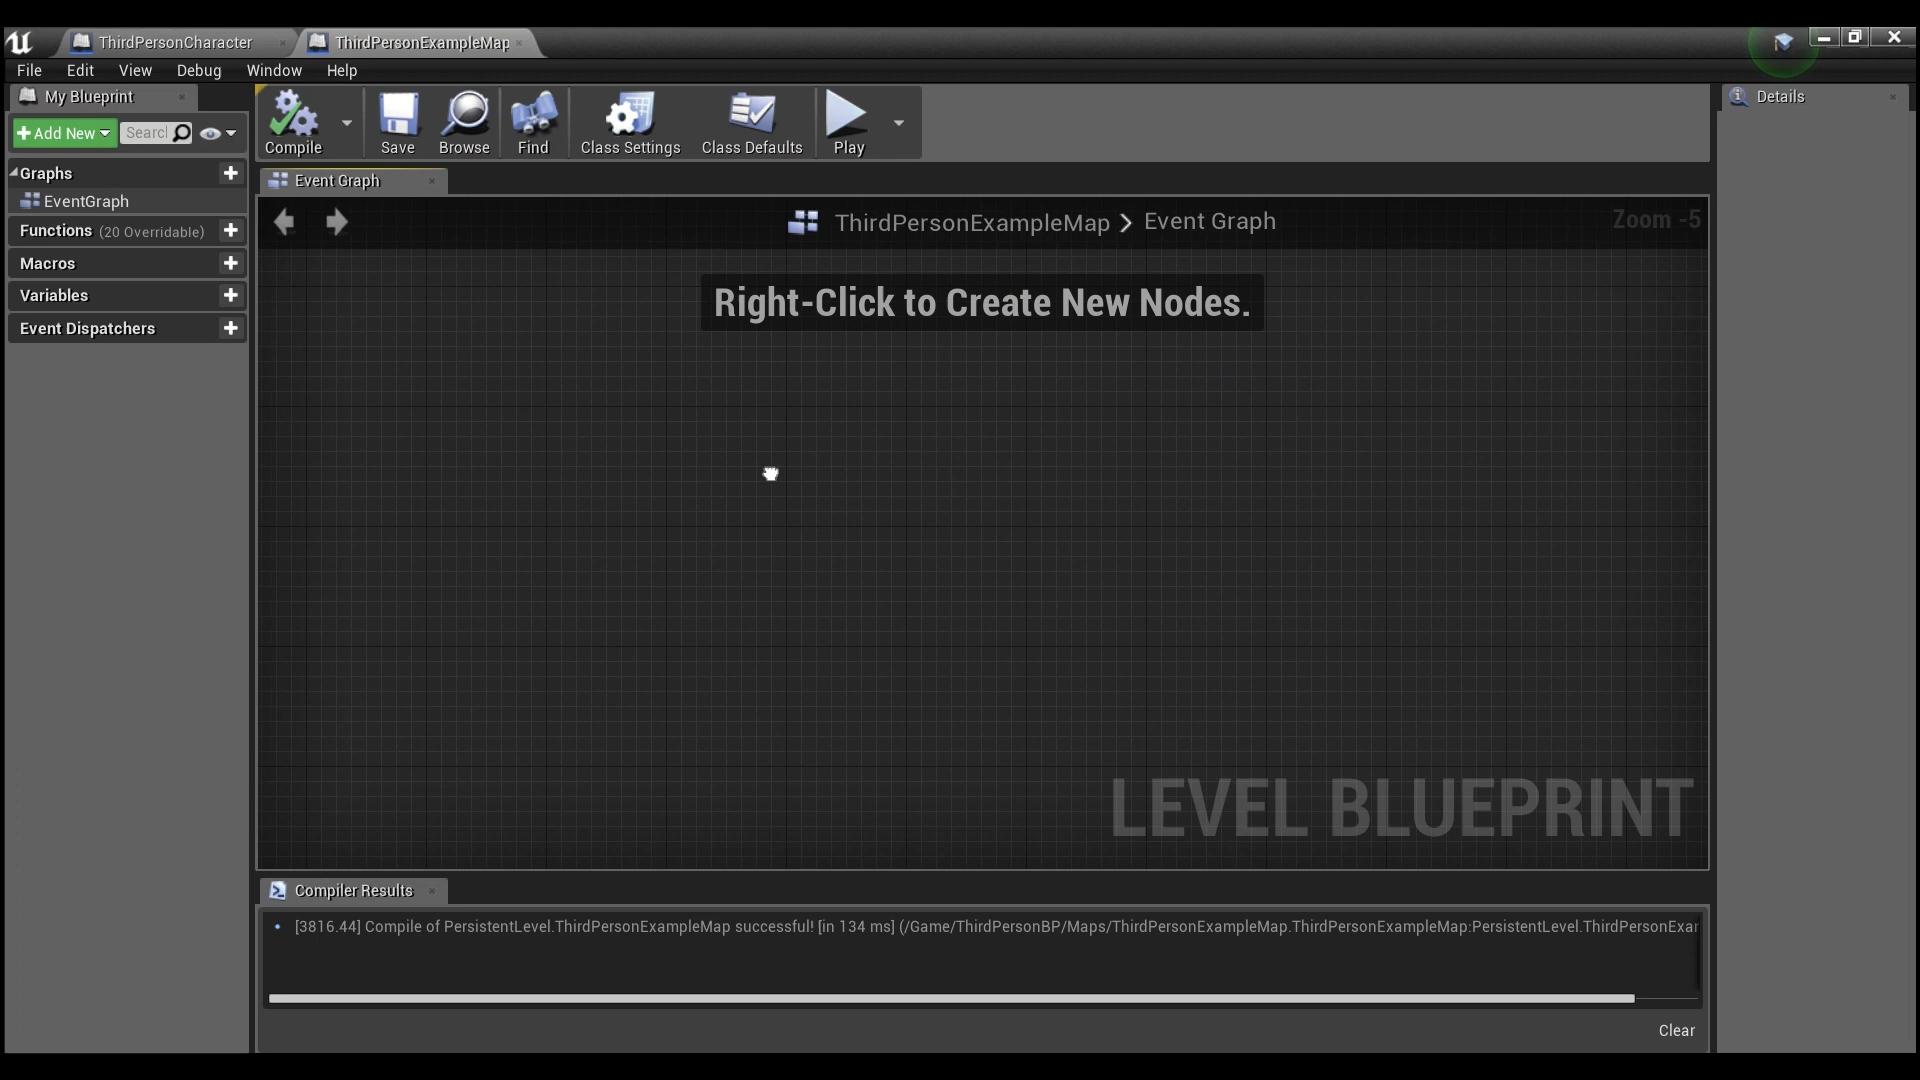 ThirdPersonCharacter
ThirdPersonExampleMap
File Edit View Debug Window Help
My Blueprint
Details
Add New
Search
Compile
Save
Browse
Find
Class Settings
Class Defaults
Play
Graphs
EventGraph
Functions (20 Overridable)
Macros
Variables
Event Dispatchers
Event Graph
ThirdPersonExampleMap > Event Graph
Zoom -5
Right-Click to Create New Nodes.
LEVEL BLUEPRINT
Compiler Results
[3816.44] Compile of PersistentLevel.ThirdPersonExampleMap successful! [in 134 ms] (/Game/ThirdPersonBP/Maps/ThirdPersonExampleMap.ThirdPersonExampleMap:PersistentLevel.ThirdPersonExar
Clear